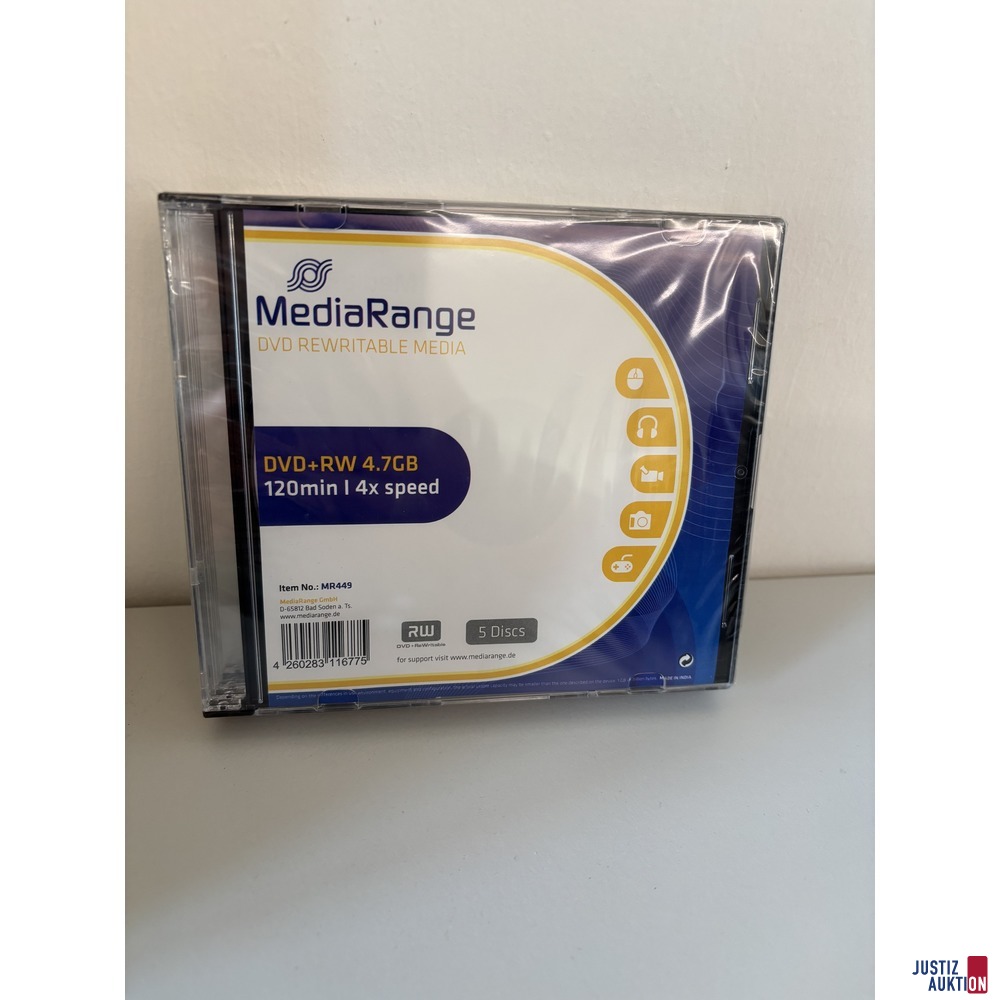 MediaRange
DVD REWRITABLE MEDIA
DVD+RW 4.7GB
120min I 4x speed
Item No.: MR449
MediaRange GmbH
D-65812 Bad Soden a. Ts.
www.mediarange.de
4 260283 116775
RW
DVD+ReWritable
5 Discs
for support visit www.mediarange.de
MADE IN INDIA
JUSTIZ
AUKTION